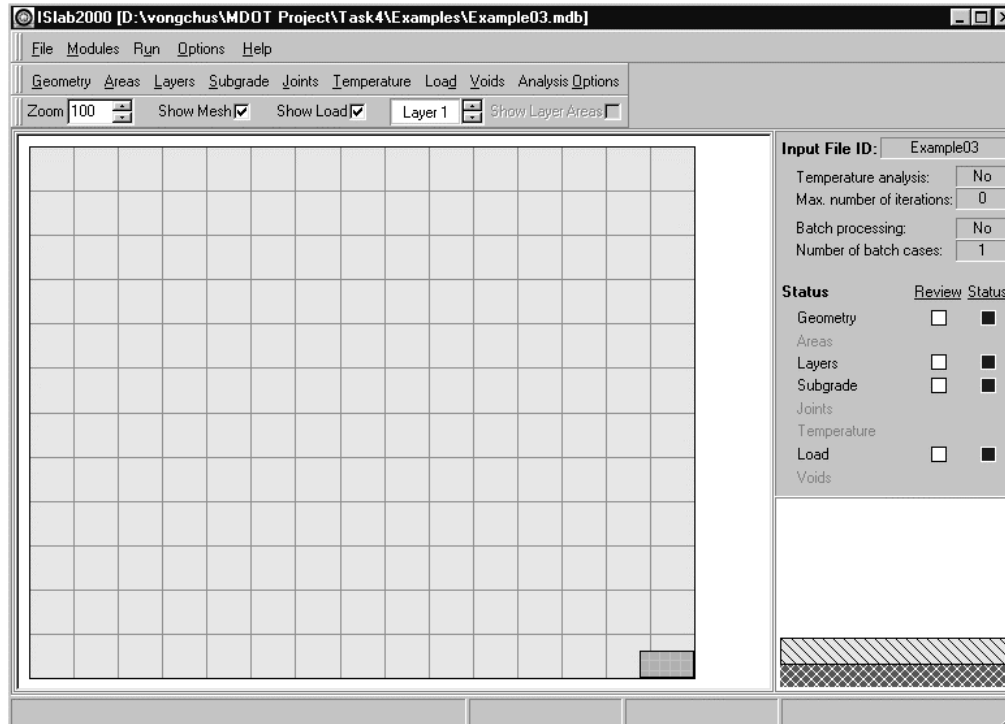 ISlab2000 [D:\vongchus\MDOT Project\Task4\Examples\Example03.mdb]
File Modules Run Options Help
Geometry Areas Layers Subgrade Joints Temperature Load Voids Analysis Options
Zoom 100 Show Mesh Show Load Layer 1 Show Layer Areas
Input File ID: Example03
Temperature analysis: No
Max. number of iterations: 0
Batch processing: No
Number of batch cases: 1
Status Review Status
Geometry
Areas
Layers
Subgrade
Joints
Temperature
Load
Voids